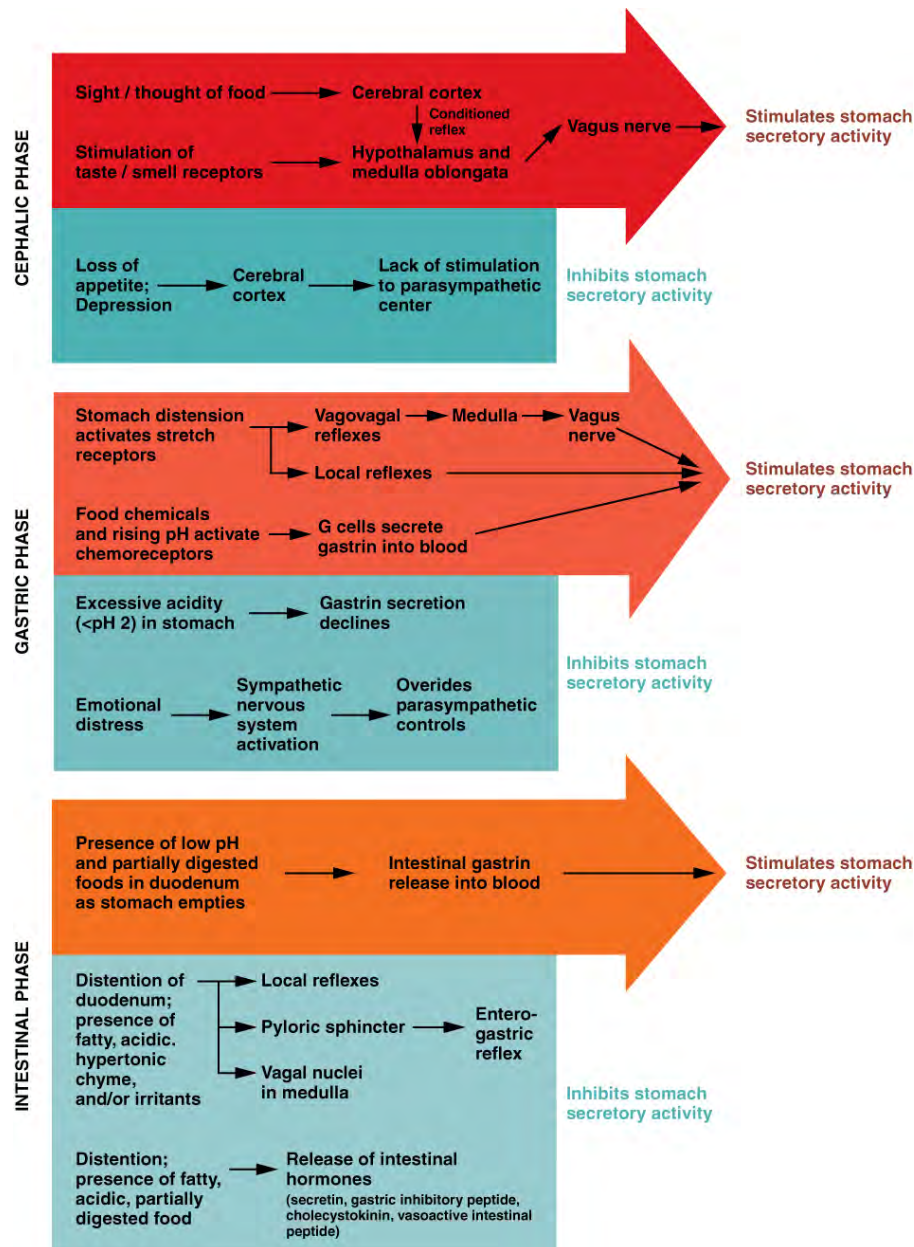 CEPHALIC PHASE
Sight / thought of food
Cerebral cortex
Conditioned
reflex
Vagus nerve
Stimulates stomach
secretory activity
Stimulation of
taste / smell receptors
Hypothalamus and
medulla oblongata
Loss of
appetite;
Depression
Cerebral
cortex
Lack of stimulation
to parasympathetic
center
Inhibits stomach
secretory activity
GASTRIC PHASE
Stomach distension
activates stretch
receptors
Vagovagal
reflexes
Medulla
Vagus
nerve
Local reflexes
Stimulates stomach
secretory activity
Food chemicals
and rising pH activate
chemoreceptors
G cells secrete
gastrin into blood
Excessive acidity
(<pH 2) in stomach
Gastrin secretion
declines
Emotional
distress
Sympathetic
nervous
system
activation
Overides
parasympathetic
controls
Inhibits stomach
secretory activity
INTESTINAL PHASE
Presence of low pH
and partially digested
foods in duodenum
as stomach empties
Intestinal gastrin
release into blood
Stimulates stomach
secretory activity
Distention of
duodenum;
presence of
fatty, acidic.
hypertonic
chyme,
and/or irritants
Local reflexes
Pyloric sphincter
Entero-
gastric
reflex
Vagal nuclei
in medulla
Inhibits stomach
secretory activity
Distention;
presence of fatty,
acidic, partially
digested food
Release of intestinal
hormones
(secretin, gastric inhibitory peptide,
cholecystokinin, vasoactive intestinal
peptide)